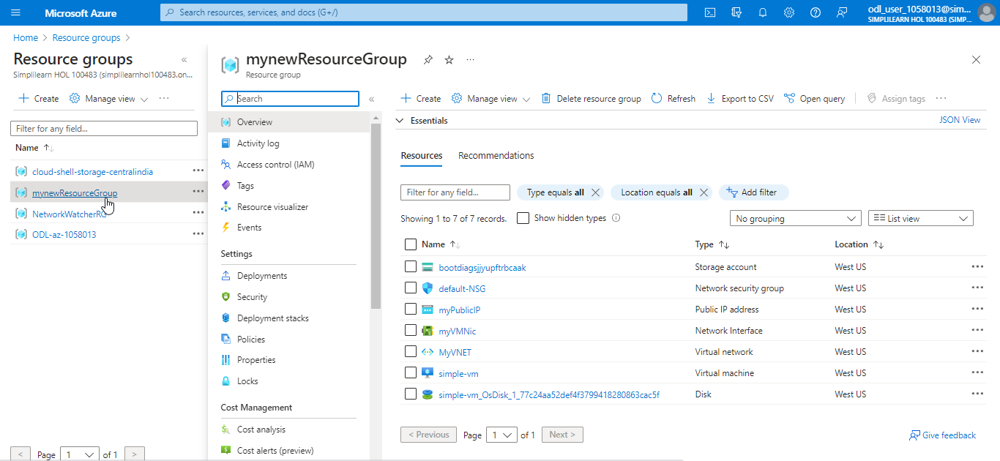 Microsoft Azure
Search resources, services, and docs (G+/)
odl_user_1058013@sim...
SIMPLILEARN HOL 100483 (SIMP...
Home > Resource groups >
Resource groups
Simplilearn HOL 100483 (simplilearnhol100483.on...
Create Manage view ...
Filter for any field...
Name
cloud-shell-storage-centralindia
mynewResourceGroup
NetworkWatcherRG
ODL-az-1058013
< Page 1 of 1 >
mynewResourceGroup
Resource group
Search
Overview
Activity log
Access control (IAM)
Tags
Resource visualizer
Events
Settings
Deployments
Security
Deployment stacks
Policies
Properties
Locks
Cost Management
Cost analysis
Cost alerts (preview)
Create Manage view Delete resource group Refresh Export to CSV Open query Assign tags ...
Essentials JSON View
Resources Recommendations
Filter for any field... Type equals all Location equals all Add filter
Showing 1 to 7 of 7 records. Show hidden types No grouping List view
Name Type Location
bootdiagsjjyupftrbcaak Storage account West US
default-NSG Network security group West US
myPublicIP Public IP address West US
myVMNic Network Interface West US
MyVNET Virtual network West US
simple-vm Virtual machine West US
simple-vm_OsDisk_1_77c24aa52def4f3799418280863cac5f Disk West US
< Previous Page 1 of 1 Next > Give feedback